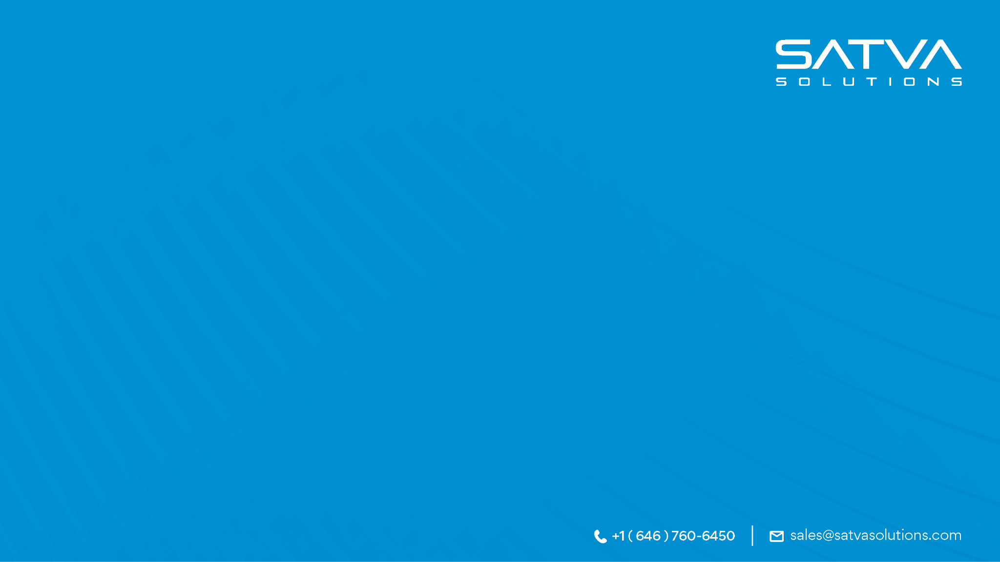 SATVA
SOLUTIONS
+1 ( 646 ) 760-6450 | sales@satvasolutions.com